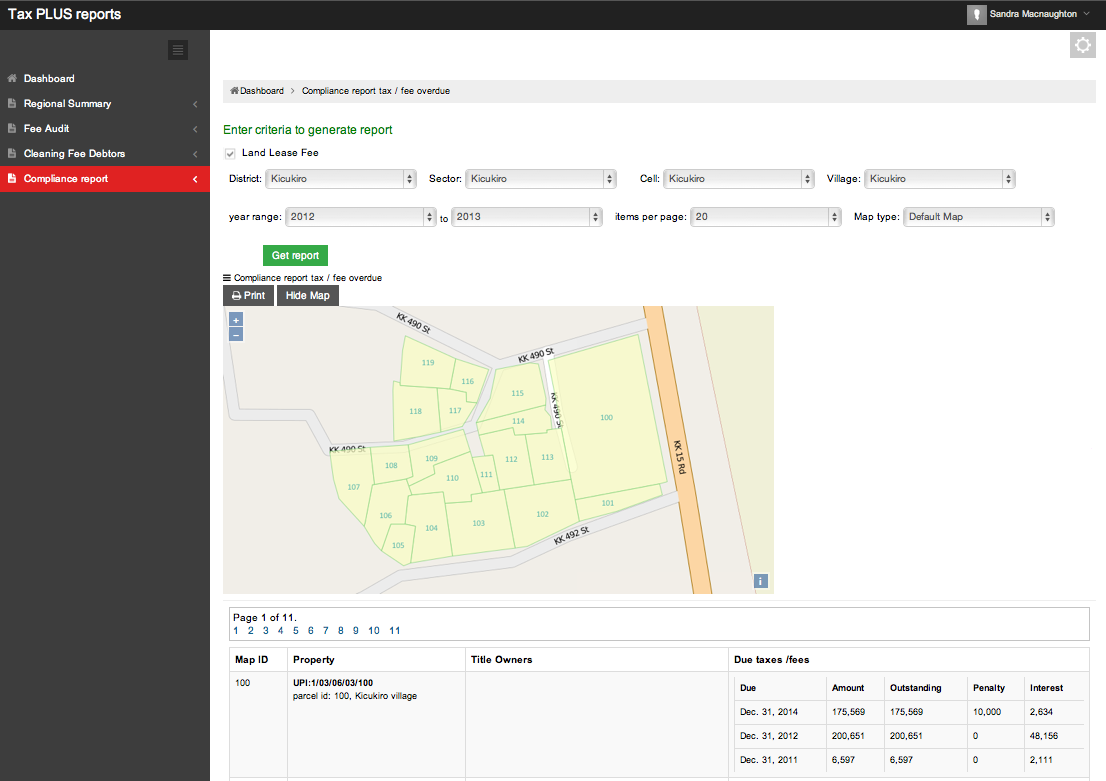 Tax PLUS reports
Sandra Macnaughton
Dashboard
Regional Summary
Fee Audit
Cleaning Fee Debtors
Compliance report
Dashboard > Compliance report tax / fee overdue
Enter criteria to generate report
Land Lease Fee
District: Kicukiro Sector: Kicukiro Cell: Kicukiro Village: Kicukiro
year range: 2012 to 2013 items per page: 20 Map type: Default Map
Get report
Compliance report tax / fee overdue
Print Hide Map
+
−
KK 490 St
KK 490 St
119
116
115
KK 490 St
118
117
114
100
KK 490 St
KK 15 Rd
108
109
112
113
107
110
111
106
101
104
103
102
105
KK 492 St
i
Page 1 of 11.
1 2 3 4 5 6 7 8 9 10 11
Map ID Property Title Owners Due taxes /fees
100 UPI:1/03/06/03/100
parcel id: 100, Kicukiro village
Due Amount Outstanding Penalty Interest
Dec. 31, 2014 175,569 175,569 10,000 2,634
Dec. 31, 2012 200,651 200,651 0 48,156
Dec. 31, 2011 6,597 6,597 0 2,111